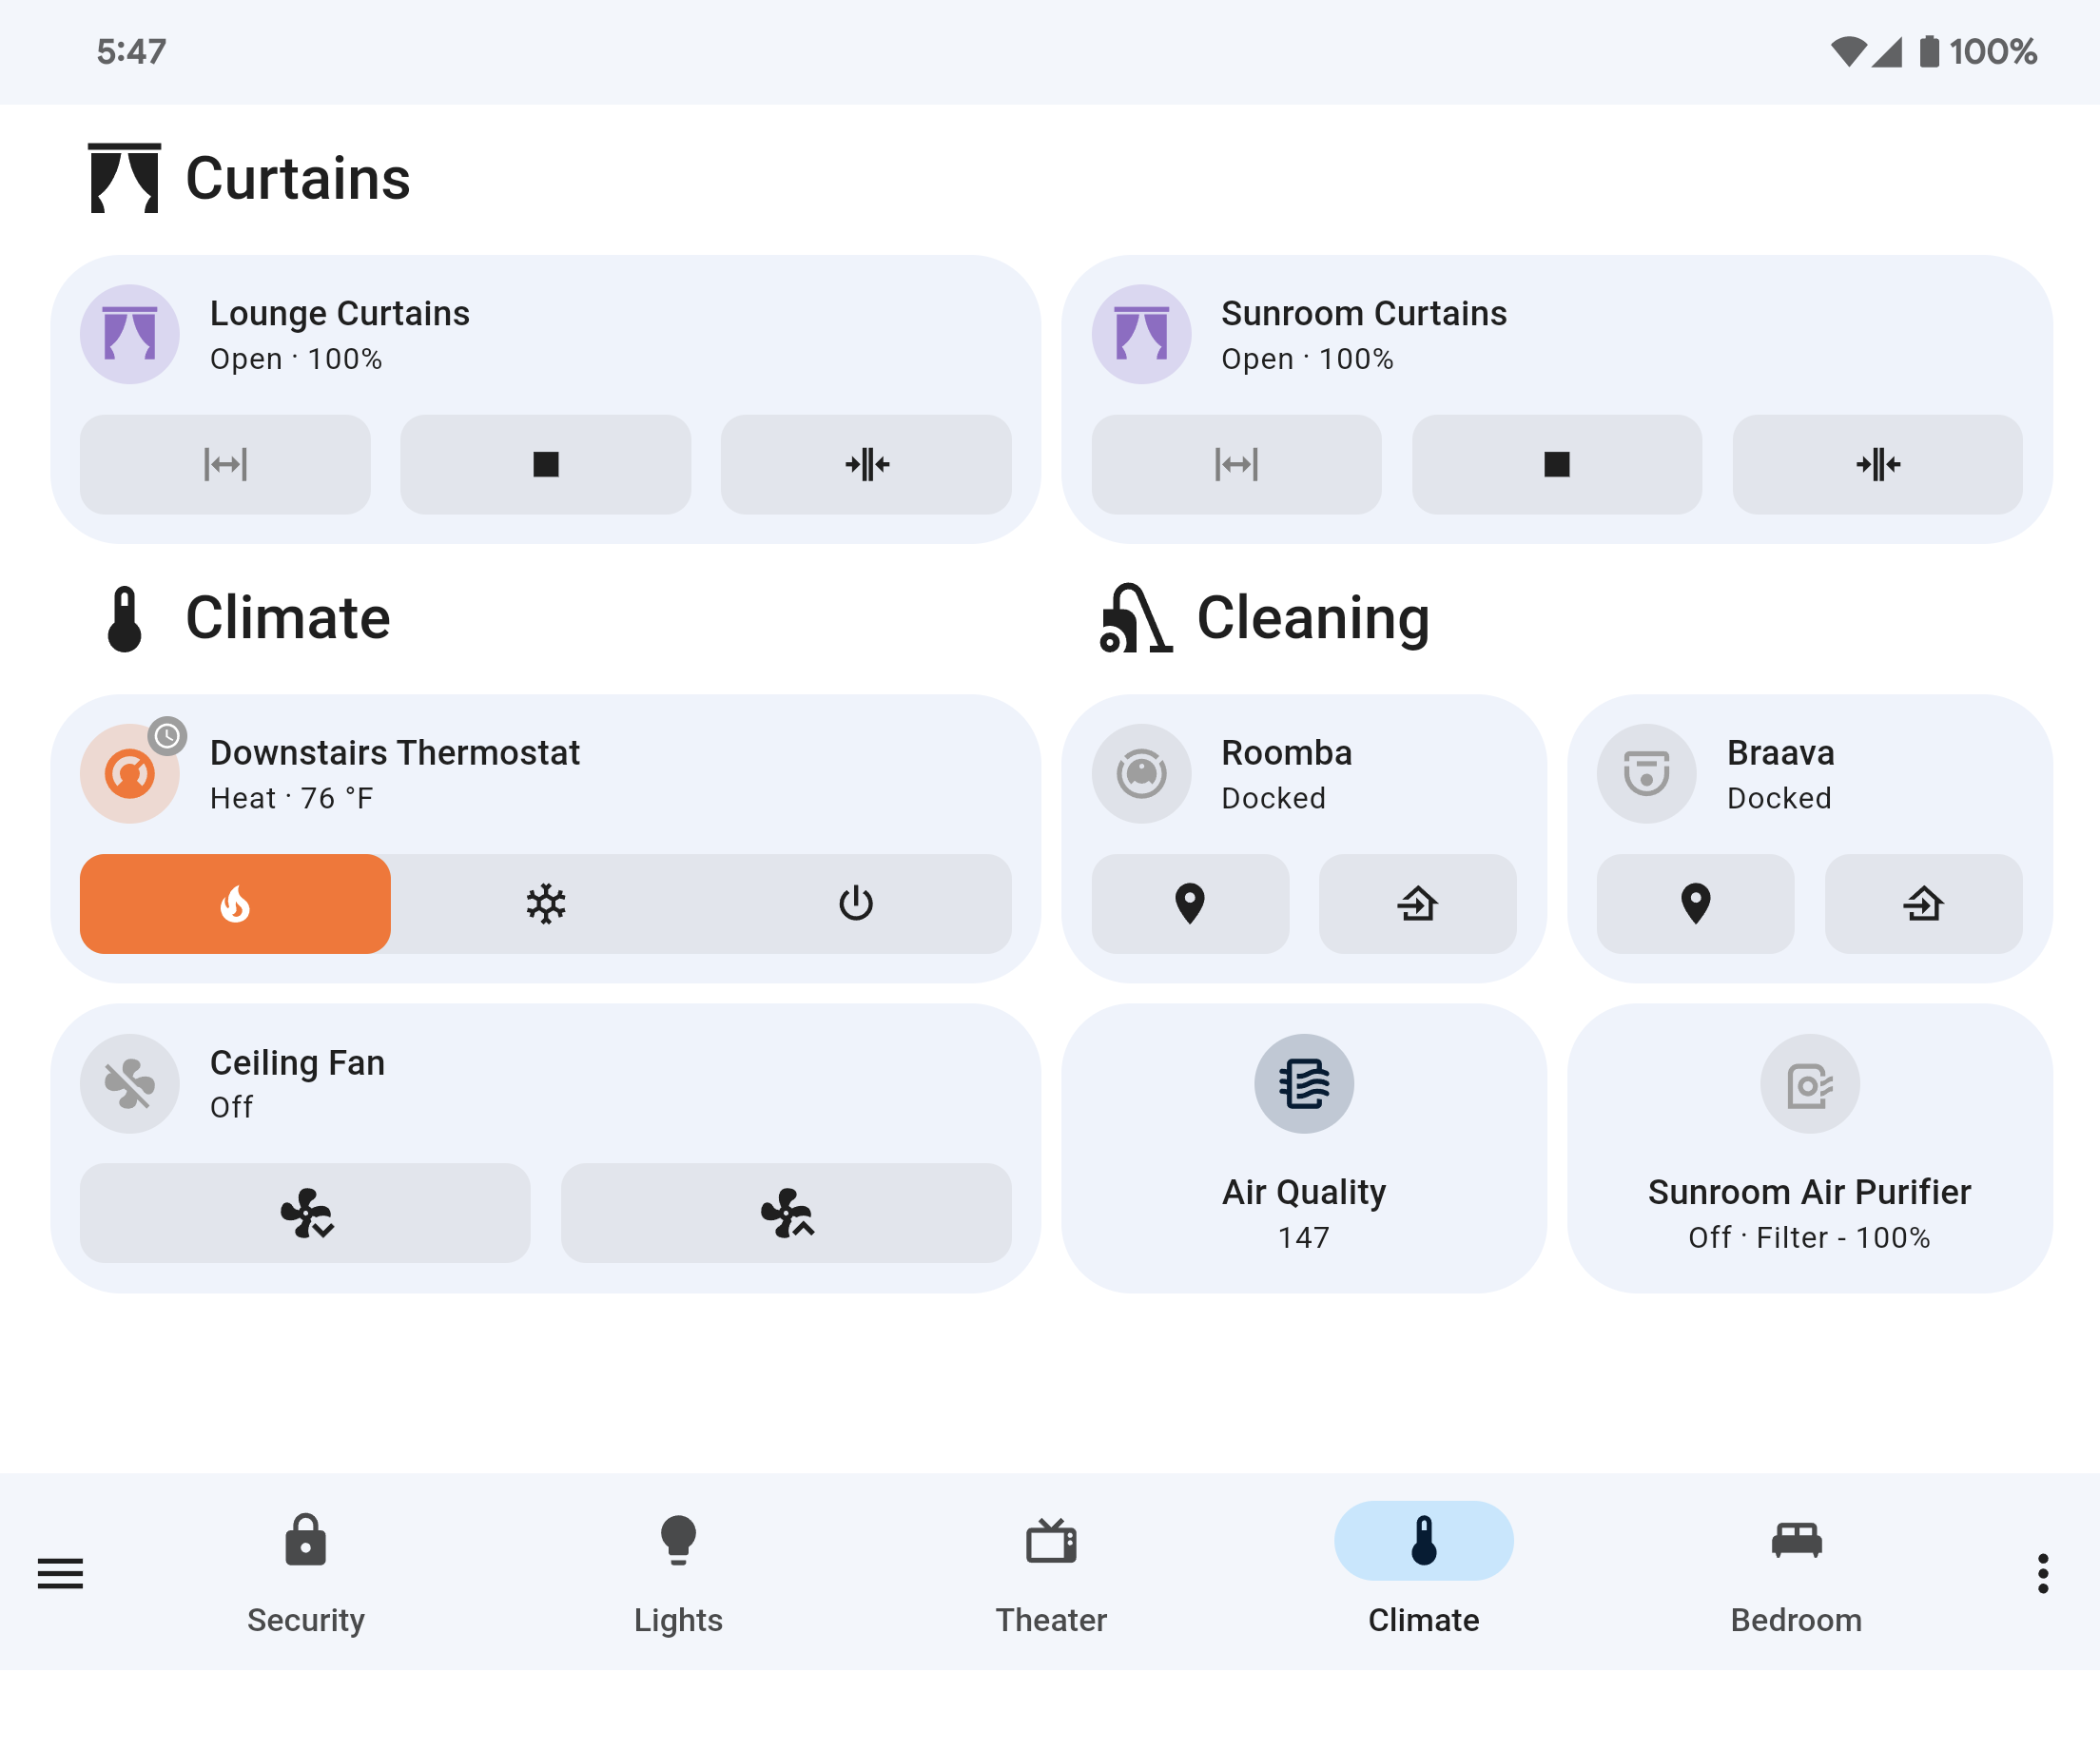 5:47
100%
Curtains
Lounge Curtains
Open · 100%
Sunroom Curtains
Open · 100%
Climate
Cleaning
Downstairs Thermostat
Heat · 76 °F
Roomba
Docked
Braava
Docked
Ceiling Fan
Off
Air Quality
147
Sunroom Air Purifier
Off · Filter - 100%
Security
Lights
Theater
Climate
Bedroom